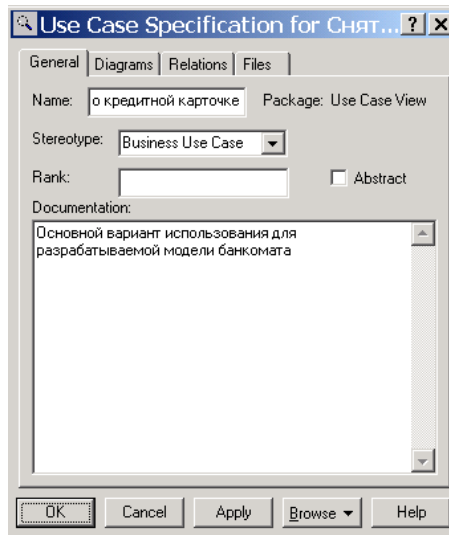 Use Case Specification for Снят...
General Diagrams Relations Files
Name: о кредитной карточке Package: Use Case View
Stereotype: Business Use Case
Rank: Abstract
Documentation:
Основной вариант использования для
разрабатываемой модели банкомата
OK Cancel Apply Browse Help